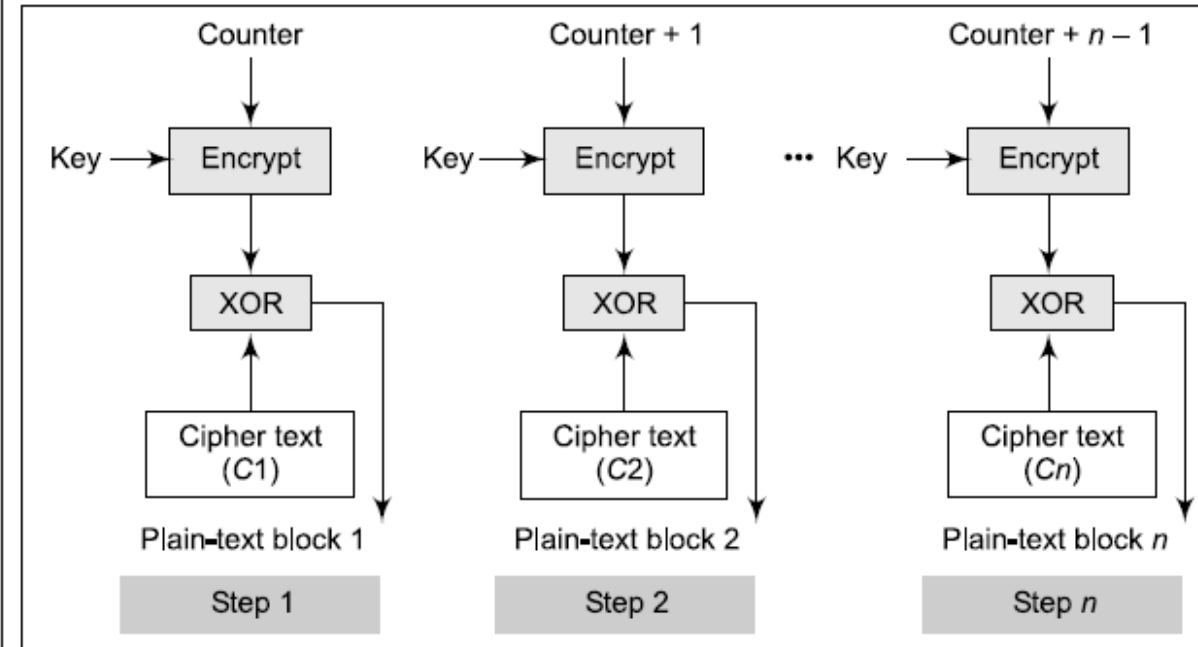 Counter
Counter + 1
Counter + n – 1
Key
Encrypt
Key
Encrypt
••• Key
Encrypt
XOR
XOR
XOR
Cipher text
(C1)
Cipher text
(C2)
Cipher text
(Cn)
Plain-text block 1
Plain-text block 2
Plain-text block n
Step 1
Step 2
Step n